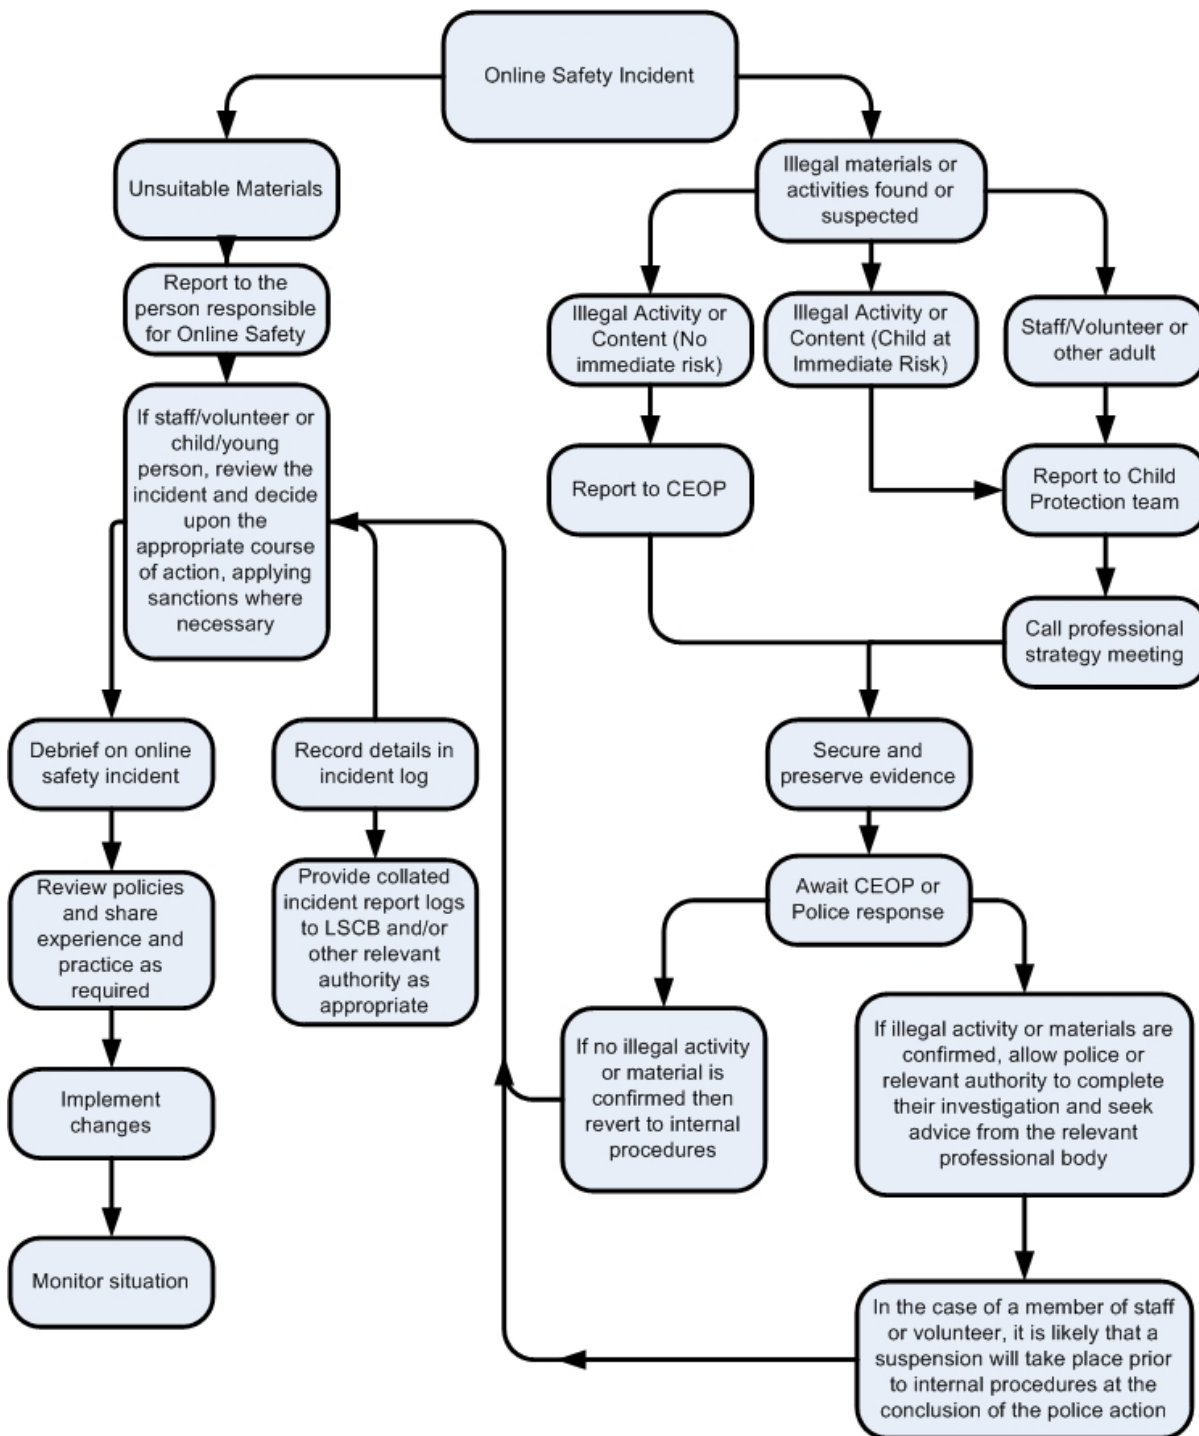 Online Safety Incident
Unsuitable Materials
Illegal materials or
activities found or
suspected
Report to the
person responsible
for Online Safety
Illegal Activity or
Content (No
immediate risk)
Illegal Activity or
Content (Child at
Immediate Risk)
Staff/Volunteer or
other adult
If staff/volunteer or
child/young
person, review the
incident and decide
upon the
appropriate course
of action, applying
sanctions where
necessary
Report to CEOP
Report to Child
Protection team
Call professional
strategy meeting
Debrief on online
safety incident
Record details in
incident log
Secure and
preserve evidence
Review policies
and share
experience and
practice as
required
Provide collated
incident report logs
to LSCB and/or
other relevant
authority as
appropriate
Await CEOP or
Police response
If no illegal activity
or material is
confirmed then
revert to internal
procedures
If illegal activity or materials are
confirmed, allow police or
relevant authority to complete
their investigation and seek
advice from the relevant
professional body
Implement
changes
Monitor situation
In the case of a member of staff
or volunteer, it is likely that a
suspension will take place prior
to internal procedures at the
conclusion of the police action